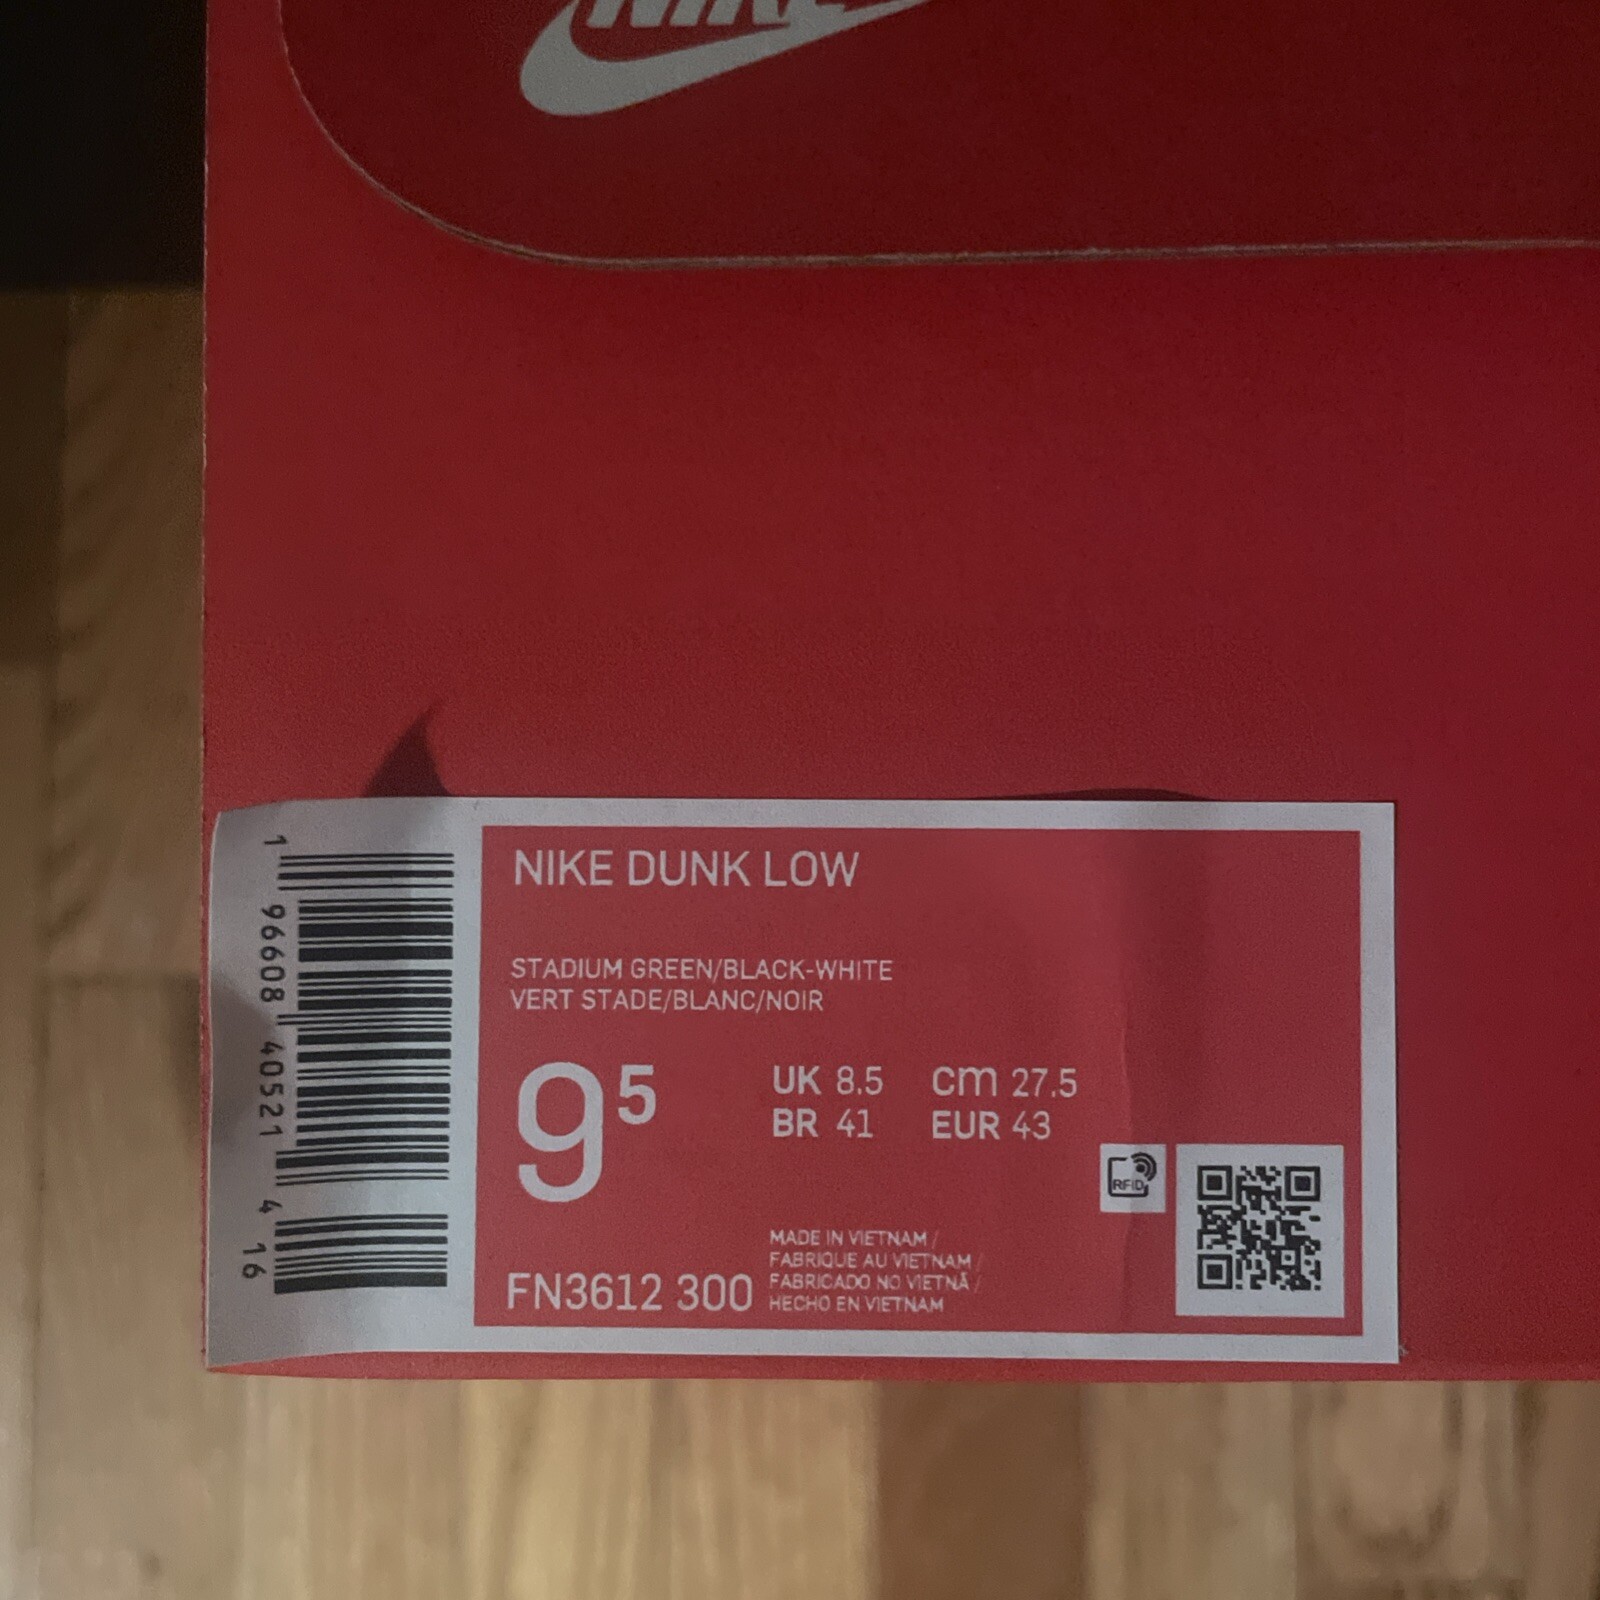 NIKE
NIKE DUNK LOW
STADIUM GREEN/BLACK-WHITE
VERT STADE/BLANC/NOIR
9⁵
UK 8.5 cm 27.5
BR 41 EUR 43
RFID
MADE IN VIETNAM /
FABRIQUE AU VIETNAM /
FABRICADO NO VIETNÃ /
HECHO EN VIETNAM
FN3612 300
1 96608 40521 4 16